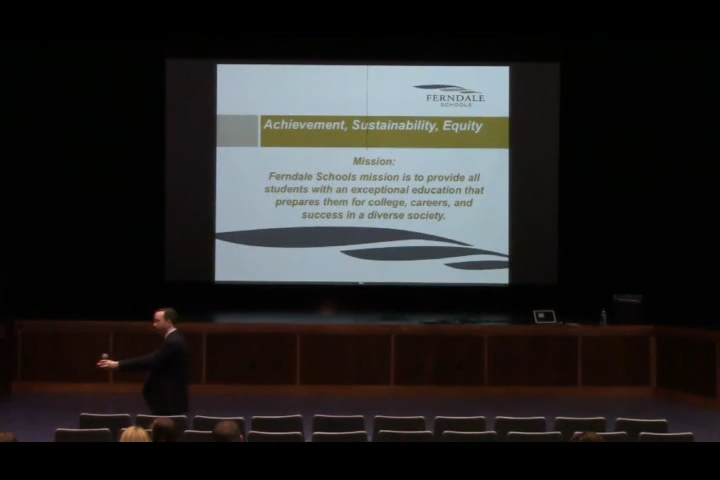 FERNDALE
SCHOOLS
Achievement, Sustainability, Equity
Mission:
Ferndale Schools mission is to provide all
students with an exceptional education that
prepares them for college, careers, and
success in a diverse society.